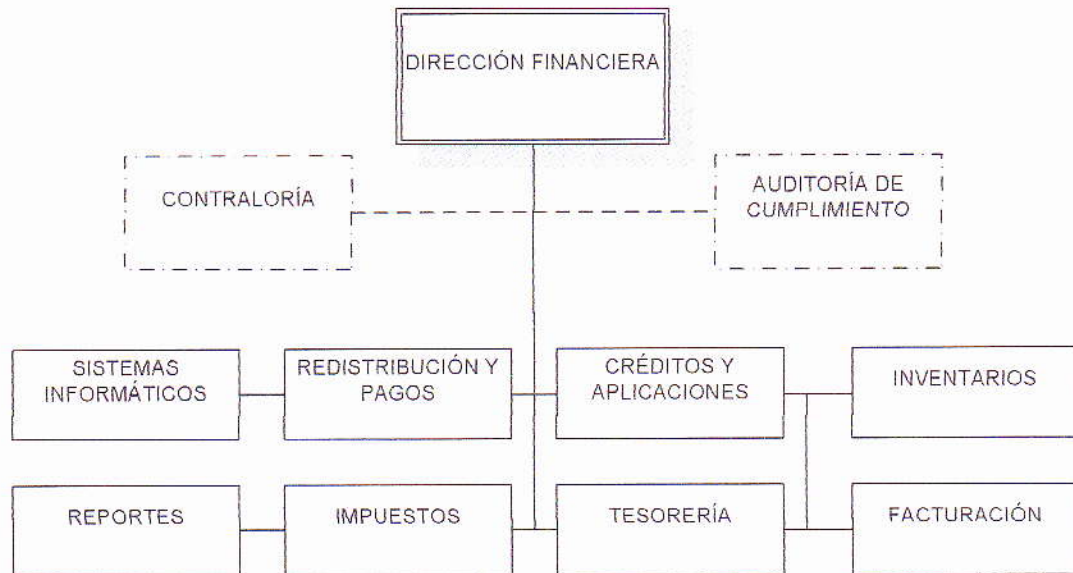 DIRECCIÓN FINANCIERA
CONTRALORÍA
AUDITORÍA DE
CUMPLIMIENTO
SISTEMAS
INFORMÁTICOS
REDISTRIBUCIÓN Y
PAGOS
CRÉDITOS Y
APLICACIONES
INVENTARIOS
REPORTES
IMPUESTOS
TESORERÍA
FACTURACIÓN